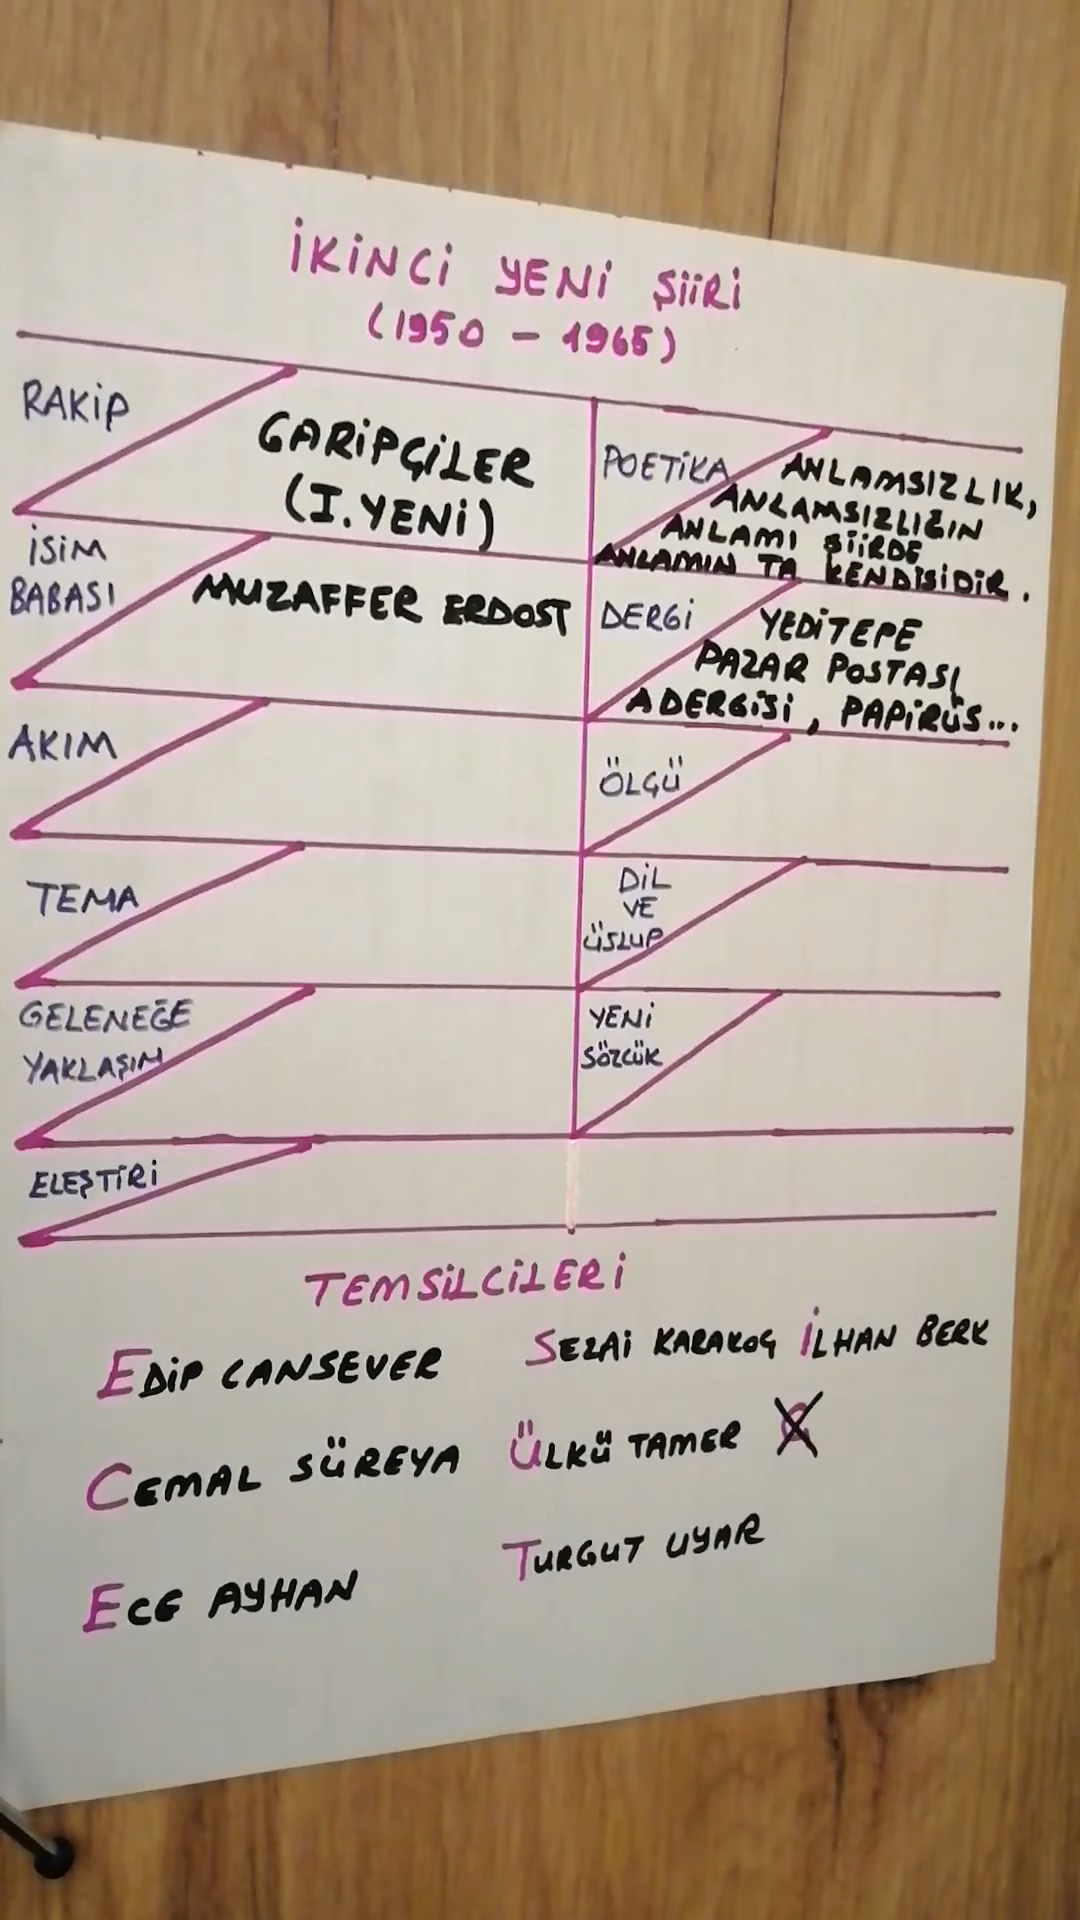 İKİNCİ YENİ ŞİİRİ
(1950 - 1965)
RAKİP
GARİPÇİLER
(I. YENİ)
POETİKA
ANLAMSIZLIK,
ANLAMSIZLIĞIN
ANLAMI ŞİİRDE
ANLAMIN TA KENDİSİDİR.
İSİM
BABASI
MUZAFFER ERDOST
DERGİ
YEDİTEPE
PAZAR POSTASI
A DERGİSİ, PAPİRÜS...
AKIM
ÖLÇÜ
TEMA
DİL
VE
ÜSLUP
GELENEĞE
YAKLAŞIM
YENİ
SÖZCÜK
ELEŞTİRİ
TEMSİLCİLERİ
EDİP CANSEVER
SEZAİ KARAKOÇ İLHAN BERK
CEMAL SÜREYA
ÜLKÜ TAMER
ECE AYHAN
TURGUT UYAR